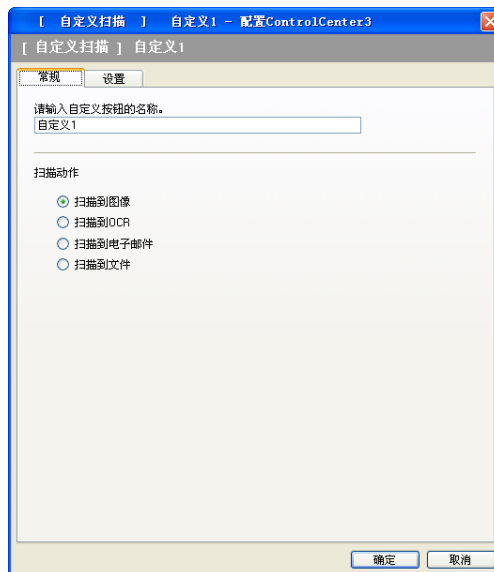 [ 自定义扫描 ] 自定义1 - 配置ControlCenter3
[ 自定义扫描 ] 自定义1
常规 设置
请输入自定义按钮的名称。
自定义1
扫描动作
扫描到图像
扫描到OCR
扫描到电子邮件
扫描到文件
确定 取消